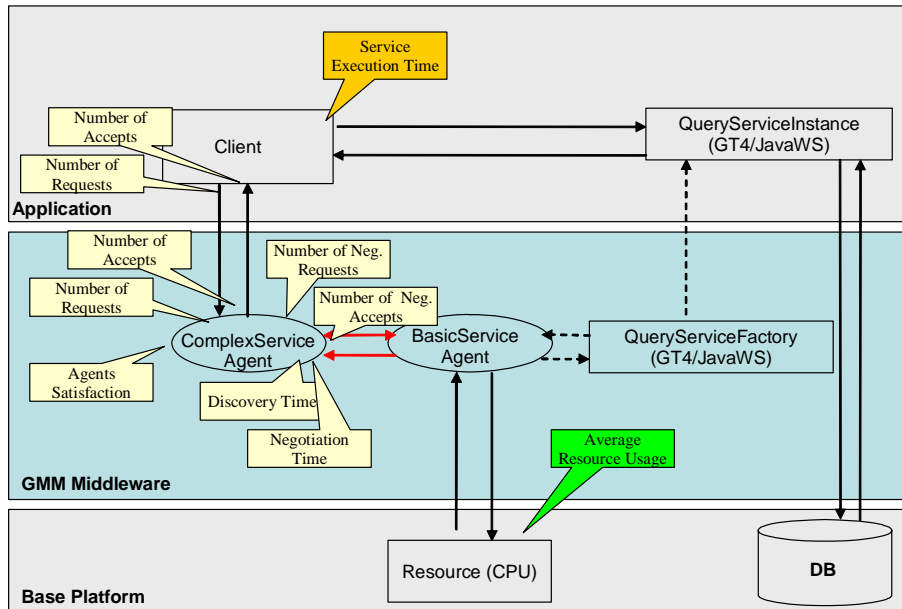 Service
Execution Time
Number of
Accepts
Client
QueryServiceInstance
(GT4/JavaWS)
Number of
Requests
Application
Number of
Accepts
Number of Neg.
Requests
Number of
Requests
Number of Neg.
Accepts
ComplexService
Agent
BasicService
Agent
QueryServiceFactory
(GT4/JavaWS)
Agents
Satisfaction
Discovery Time
Negotiation
Time
Average
Resource Usage
GMM Middleware
Resource (CPU)
DB
Base Platform